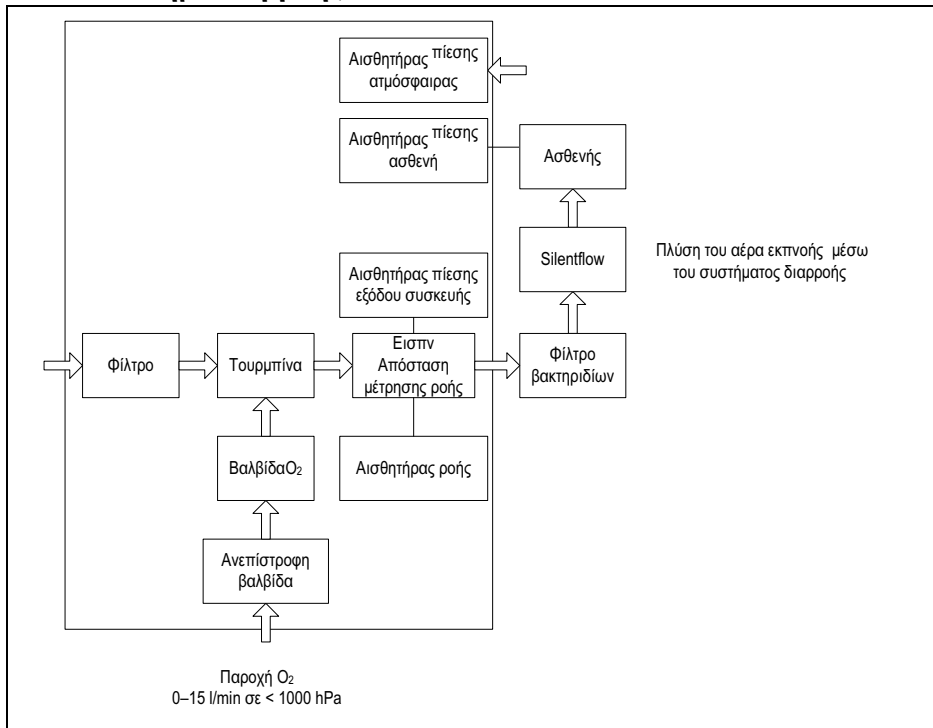 Αισθητήρας πίεσης
ατμόσφαιρας
Αισθητήρας πίεσης
ασθενή
Ασθενής
Silentflow
Πλύση του αέρα εκπνοής μέσω
του συστήματος διαρροής
Αισθητήρας πίεσης
εξόδου συσκευής
Φίλτρο
Τουρμπίνα
Εισπν
Απόσταση
μέτρησης ροής
Φίλτρο
βακτηριδίων
ΒαλβίδαO₂
Αισθητήρας ροής
Ανεπίστροφη
βαλβίδα
Παροχή O₂
0–15 l/min σε < 1000 hPa